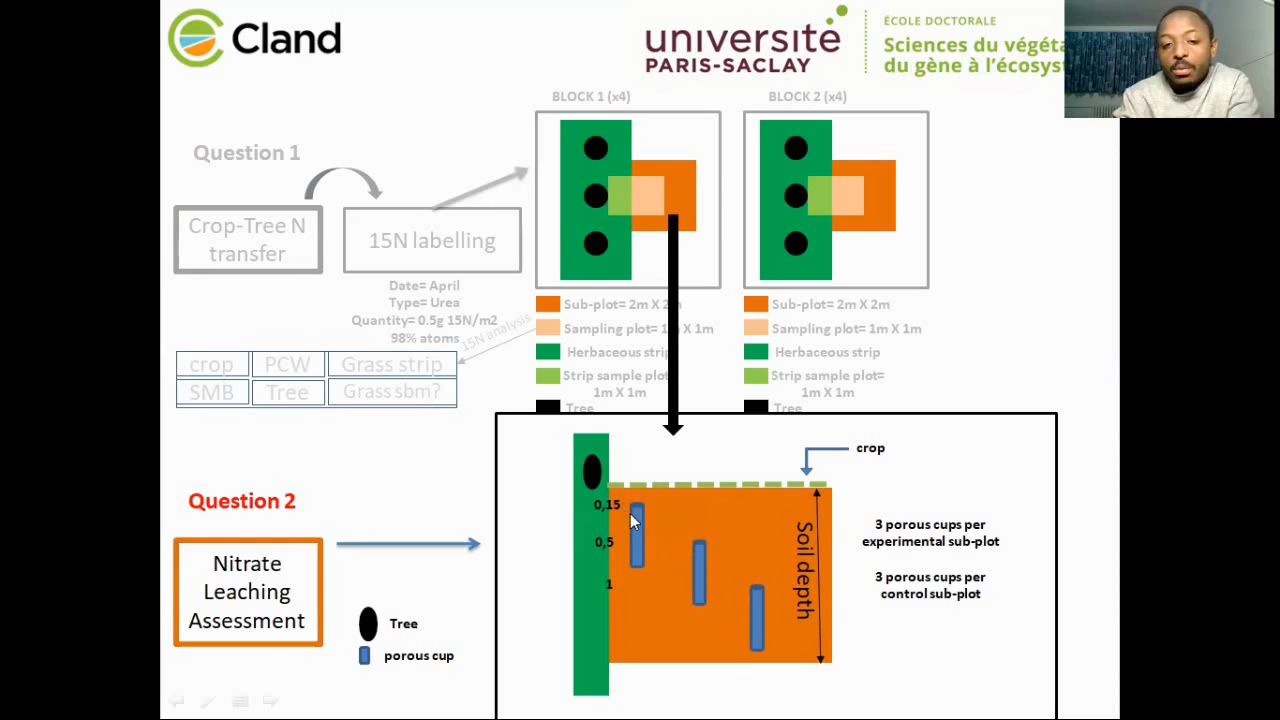 Cland
université
PARIS-SACLAY
ÉCOLE DOCTORALE
Sciences du végéta
du gène à l'écosyst
BLOCK 1 (x4)
BLOCK 2 (x4)
Question 1
Crop-Tree N
transfer
15N labelling
Date= April
Type= Urea
Quantity= 0.5g 15N/m2
98% atoms
15N analysis
crop
PCW
Grass strip
SMB
Tree
Grass sbm?
Sub-plot= 2m X 2m
Sampling plot= 1m X 1m
Herbaceous strip
Strip sample plot
1m X 1m
Tree
Sub-plot= 2m X 2m
Sampling plot= 1m X 1m
Herbaceous strip
Strip sample plot=
1m X 1m
Tree
Question 2
Nitrate
Leaching
Assessment
Tree
porous cup
crop
0,15
0,5
1
Soil depth
3 porous cups per
experimental sub-plot
3 porous cups per
control sub-plot